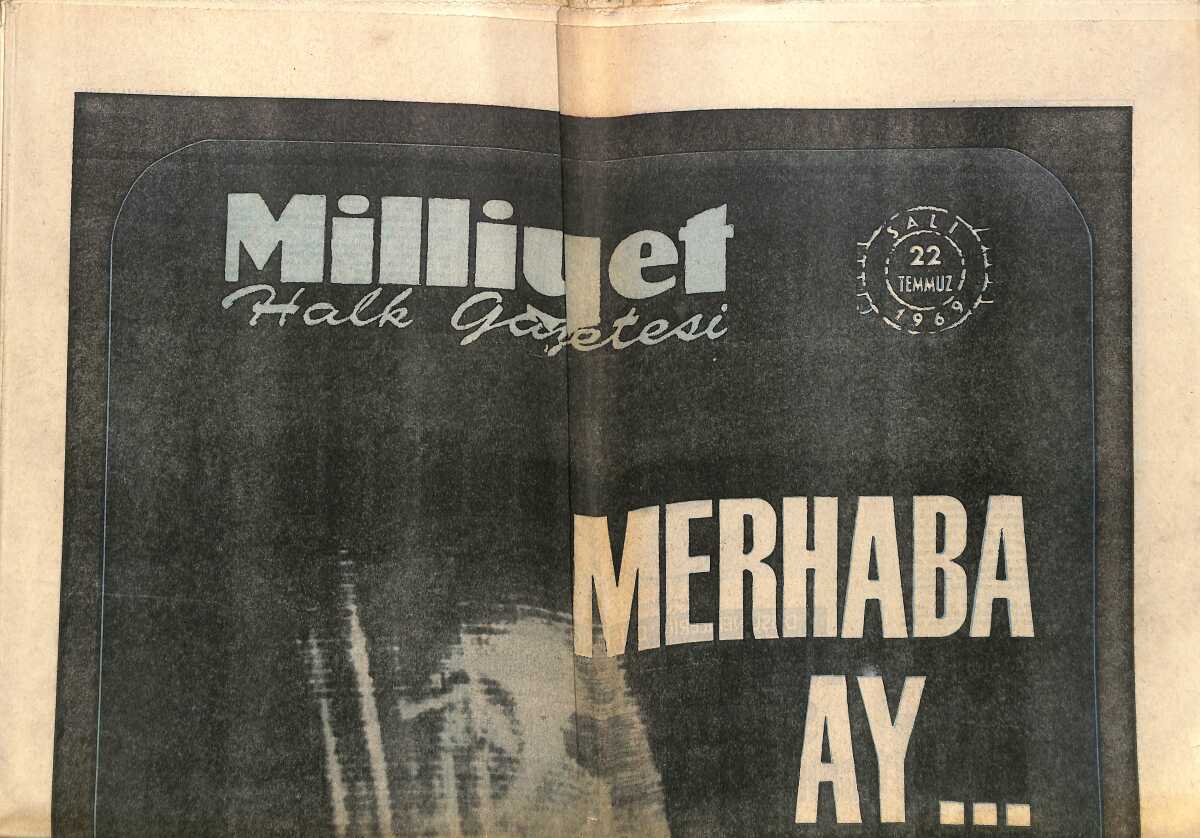 Milliyet
Halk Gazetesi
SALI
22
TEMMUZ
1969
MERHABA
AY...